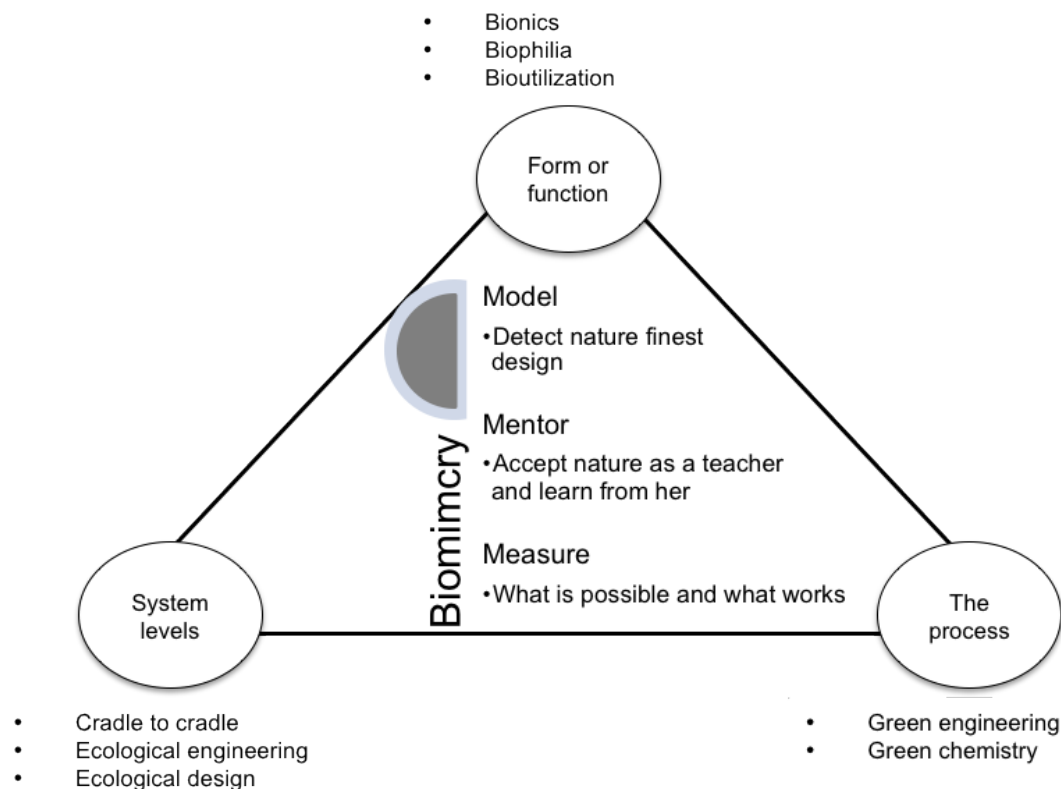 • Bionics
• Biophilia
• Bioutilization
Form or
function
Model
•Detect nature finest
design
Mentor
•Accept nature as a teacher
and learn from her
Measure
•What is possible and what works
Biomimcry
System
levels
The
process
• Cradle to cradle
• Ecological engineering
• Ecological design
• Green engineering
• Green chemistry